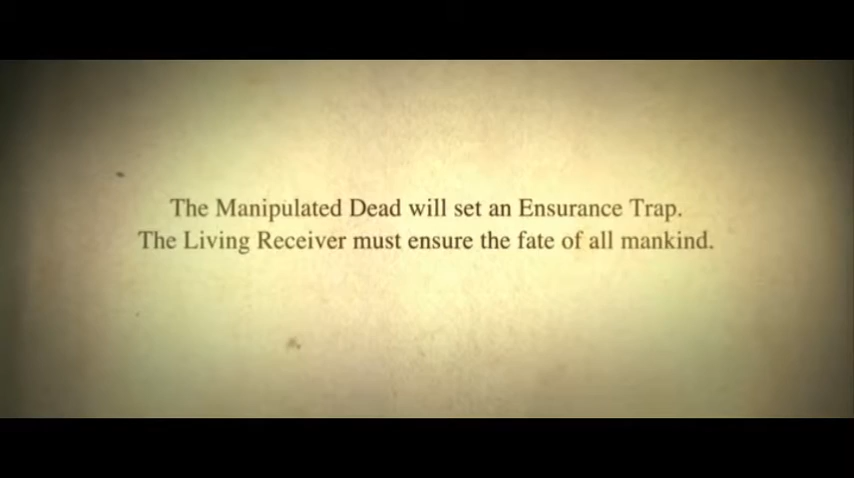 The Manipulated Dead will set an Ensurance Trap.
The Living Receiver must ensure the fate of all mankind.